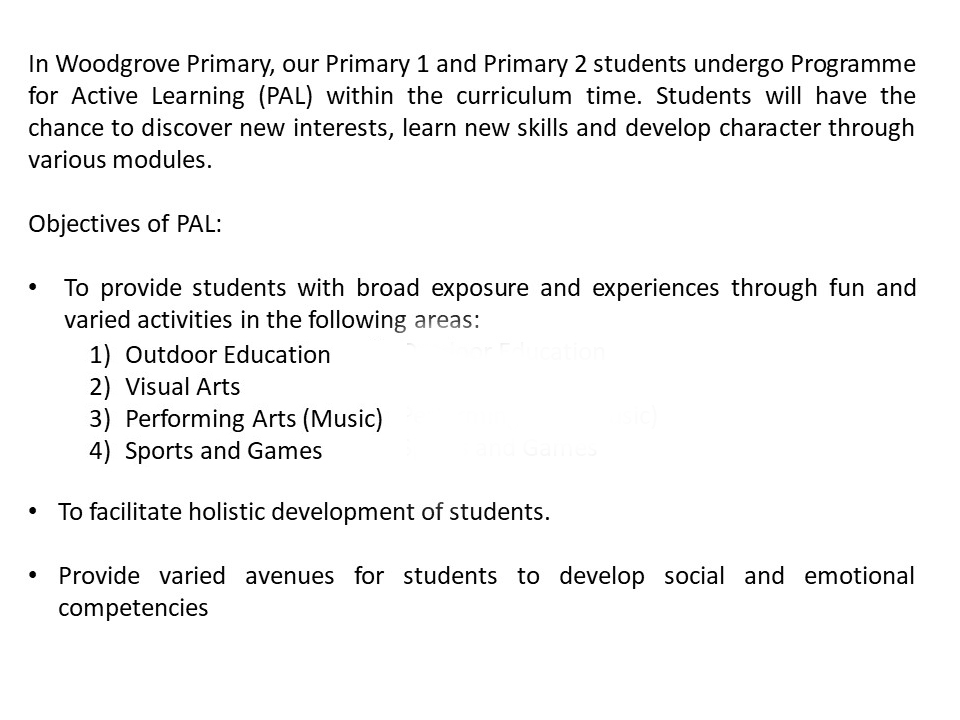 In Woodgrove Primary, our Primary 1 and Primary 2 students undergo Programme
for Active Learning (PAL) within the curriculum time. Students will have the
chance to discover new interests, learn new skills and develop character through
various modules.
Objectives of PAL:
• To provide students with broad exposure and experiences through fun and
varied activities in the following areas:
1) Outdoor Education
2) Visual Arts
3) Performing Arts (Music)
4) Sports and Games
• To facilitate holistic development of students.
• Provide varied avenues for students to develop social and emotional
competencies